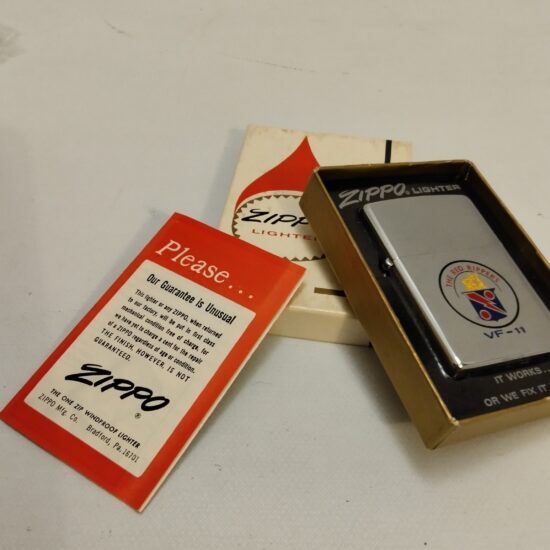 ZIPPO
LIGHTER
Please...
Our Guarantee is Unusual
This lighter or any ZIPPO, when returned
to our factory, will be put in first class
mechanical condition free of charge, for
we have yet to charge a cent for the repair
of a ZIPPO regardless of age or condition.
THE FINISH, HOWEVER, IS NOT
GUARANTEED.
ZIPPO®
THE ONE ZIP WINDPROOF LIGHTER
ZIPPO Mfg. Co. Bradford, Pa. 16701
ZIPPO® LIGHTER
THE RED RIPPERS
VF-11
IT WORKS...
OR WE FIX IT